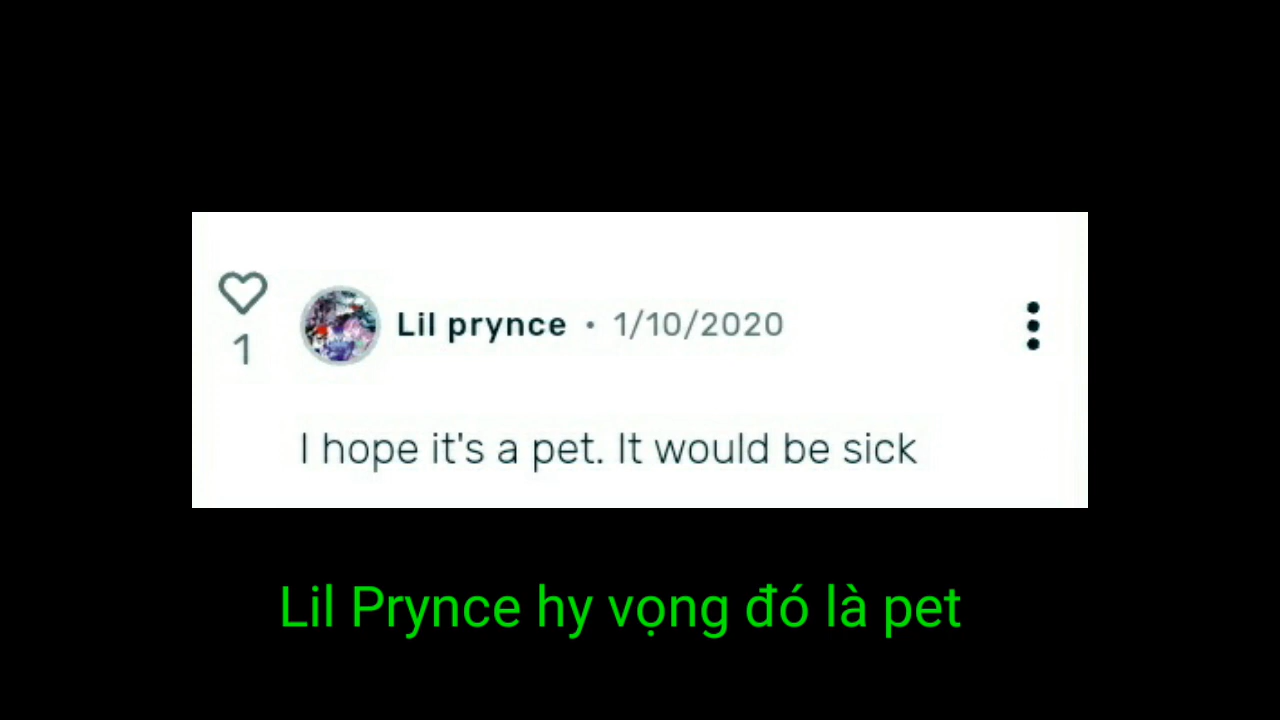 Lil prynce • 1/10/2020
1
I hope it's a pet. It would be sick
Lil Prynce hy vọng đó là pet